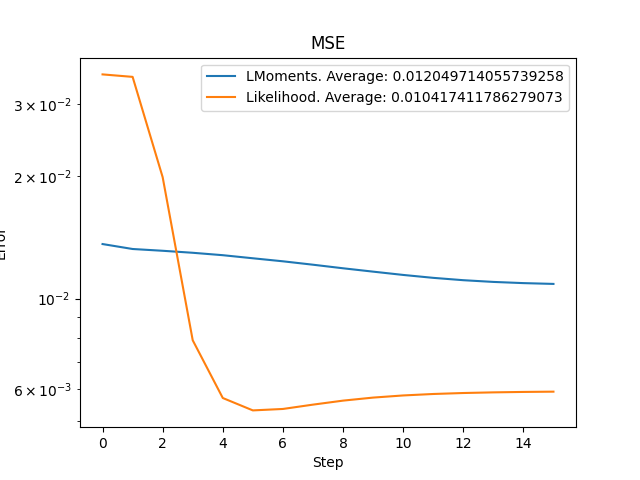 MSE
LMoments. Average: 0.012049714055739258
Likelihood. Average: 0.010417411786279073
3 × 10⁻²
2 × 10⁻²
10⁻²
6 × 10⁻³
Error
0 2 4 6 8 10 12 14
Step